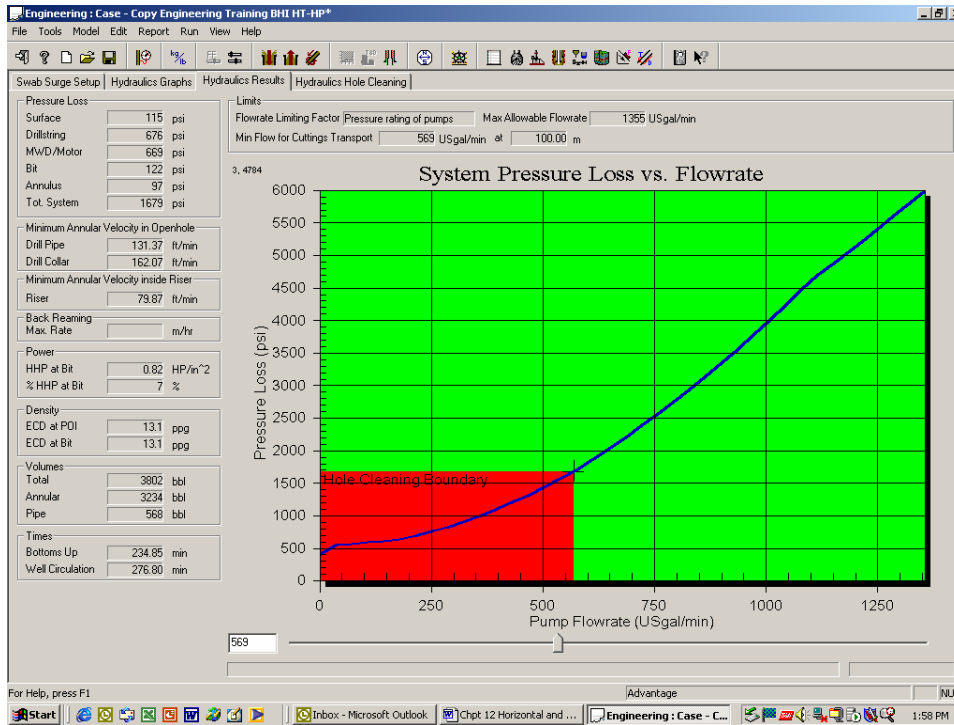 Engineering : Case - Copy Engineering Training BHI HT-HP*
File Tools Model Edit Report Run View Help
Swab Surge Setup Hydraulics Graphs Hydraulics Results Hydraulics Hole Cleaning
Pressure Loss
Surface 115 psi
Drillstring 676 psi
MWD/Motor 669 psi
Bit 122 psi
Annulus 97 psi
Tot. System 1679 psi
Minimum Annular Velocity in Openhole
Drill Pipe 131.37 ft/min
Drill Collar 162.07 ft/min
Minimum Annular Velocity inside Riser
Riser 79.87 ft/min
Back Reaming
Max. Rate m/hr
Power
HHP at Bit 0.82 HP/in^2
% HHP at Bit 7 %
Density
ECD at POI 13.1 ppg
ECD at Bit 13.1 ppg
Volumes
Total 3802 bbl
Annular 3234 bbl
Pipe 568 bbl
Times
Bottoms Up 234.85 min
Well Circulation 276.80 min
Limits
Flowrate Limiting Factor Pressure rating of pumps Max Allowable Flowrate 1355 USgal/min
Min Flow for Cuttings Transport 569 USgal/min at 100.00 m
3, 4784
System Pressure Loss vs. Flowrate
Pressure Loss (psi)
6000
5500
5000
4500
4000
3500
3000
2500
2000
1500
1000
500
0
Hole Cleaning Boundary
0 250 500 750 1000 1250
Pump Flowrate (USgal/min)
569
For Help, press F1 Advantage NU
Start Inbox - Microsoft Outlook Chpt 12 Horizontal and ... Engineering : Case - C... 1:58 PM